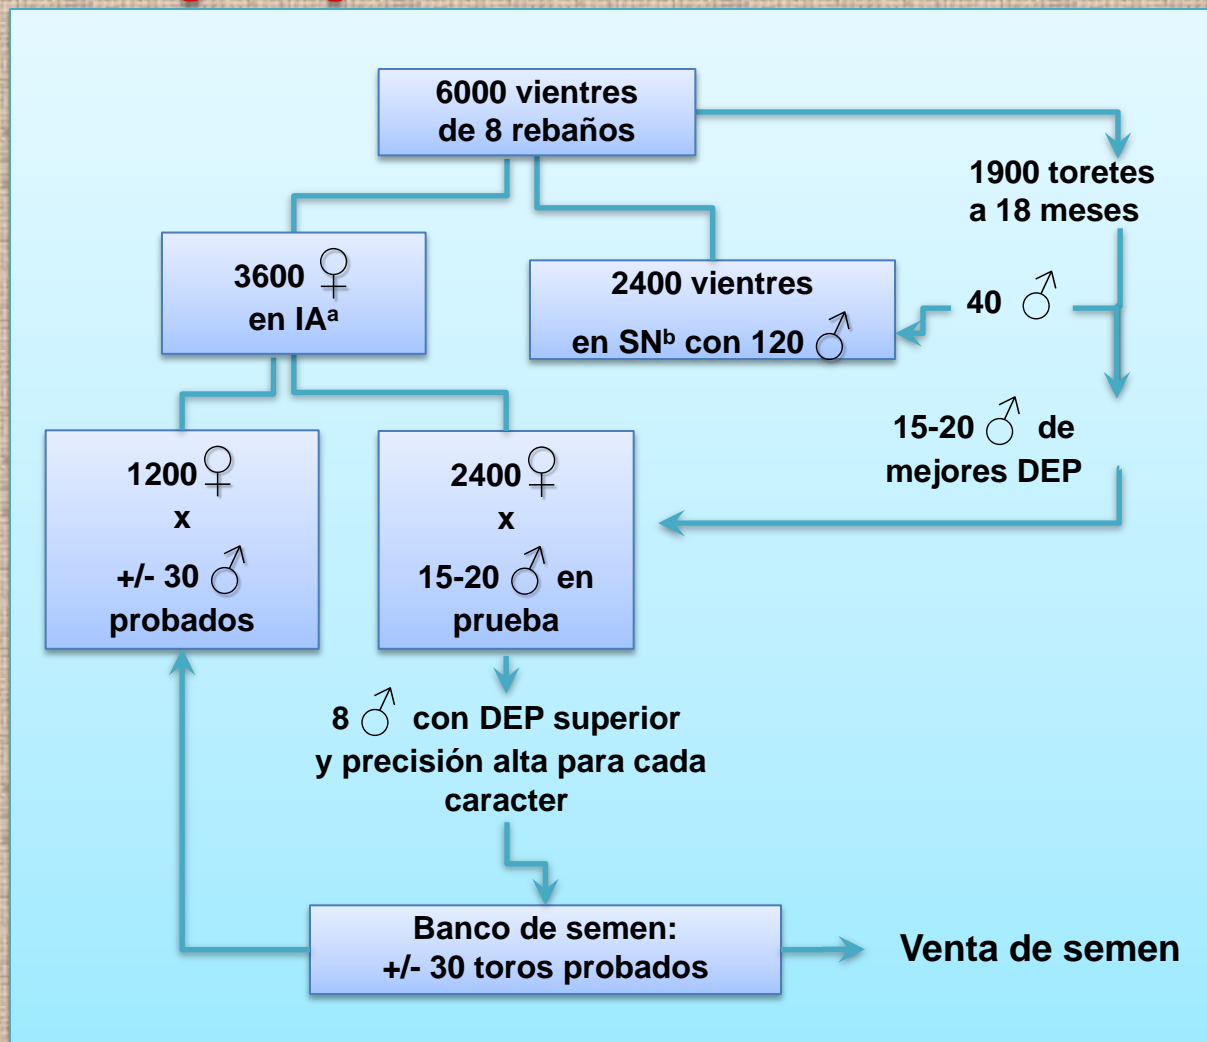 6000 vientres
de 8 rebaños
1900 toretes
a 18 meses
3600 ♀
en IAᵃ
2400 vientres
en SNᵇ con 120 ♂
40 ♂
15-20 ♂ de
mejores DEP
1200 ♀
x
+/- 30 ♂
probados
2400 ♀
x
15-20 ♂ en
prueba
8 ♂ con DEP superior
y precisión alta para cada
caracter
Banco de semen:
+/- 30 toros probados
Venta de semen